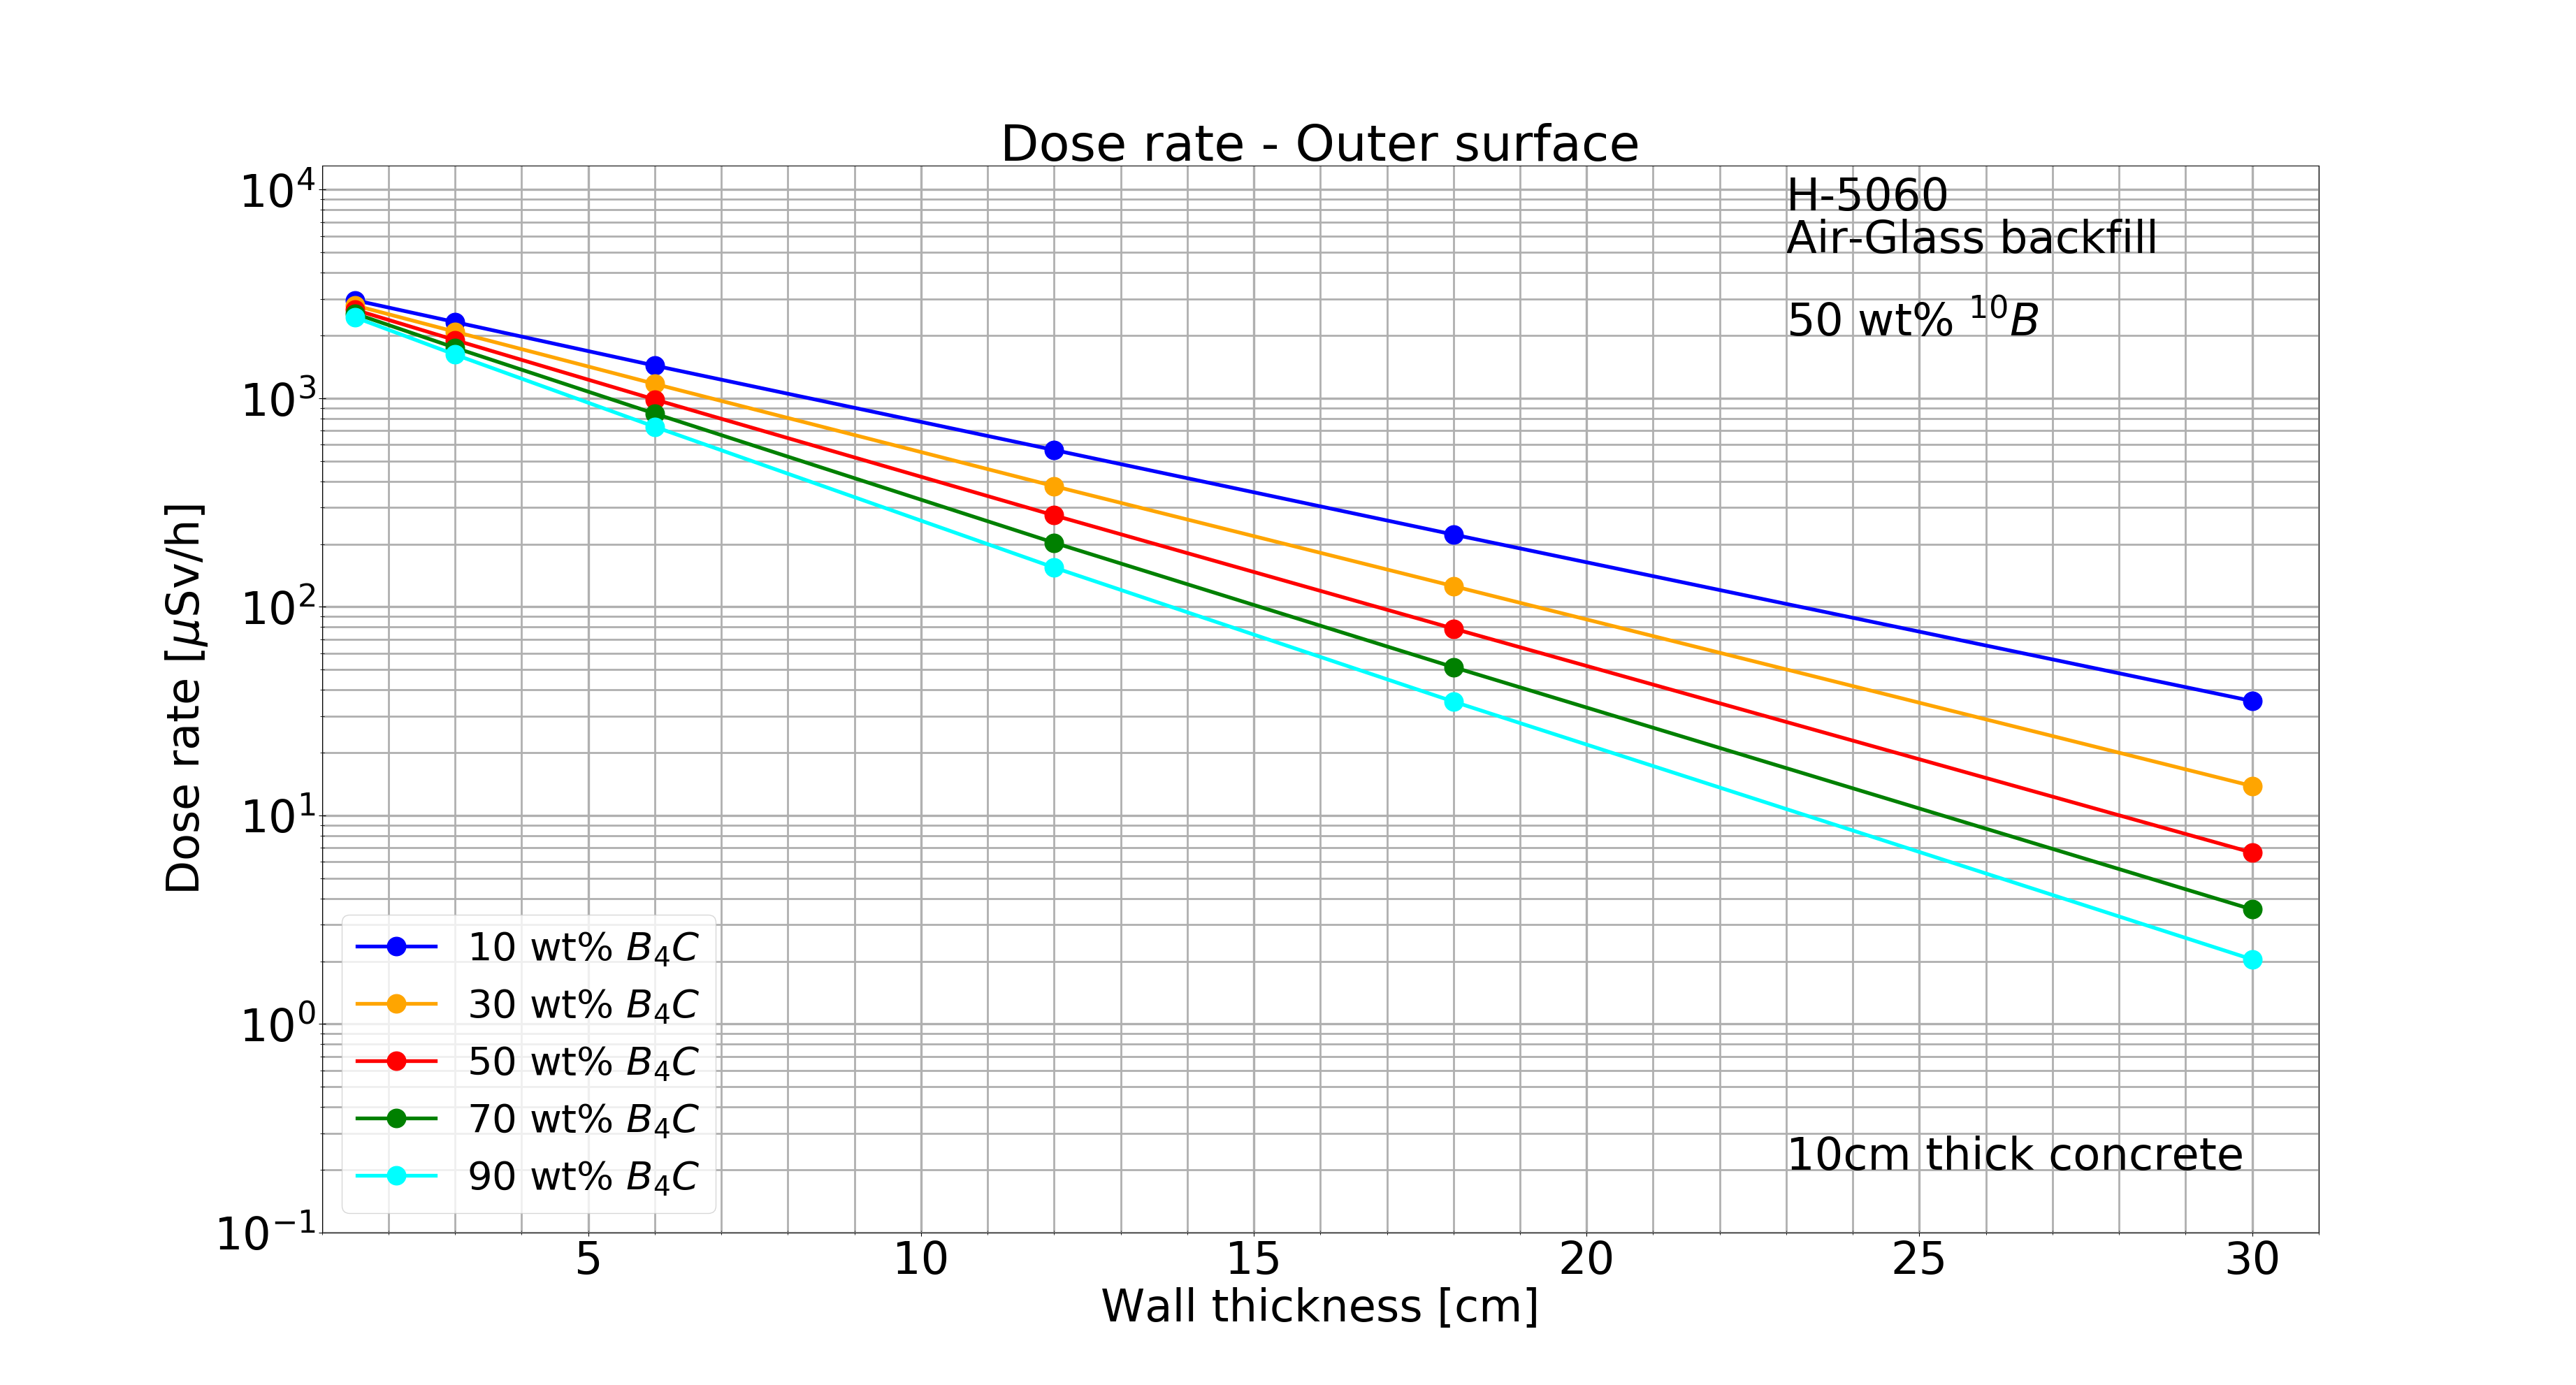 Dose rate - Outer surface
H-5060
Air-Glass backfill
50 wt% ¹⁰B
10cm thick concrete
Dose rate [μSv/h]
10⁴
10³
10²
10¹
10⁰
10⁻¹
10 wt% B₄C
30 wt% B₄C
50 wt% B₄C
70 wt% B₄C
90 wt% B₄C
5 10 15 20 25 30
Wall thickness [cm]